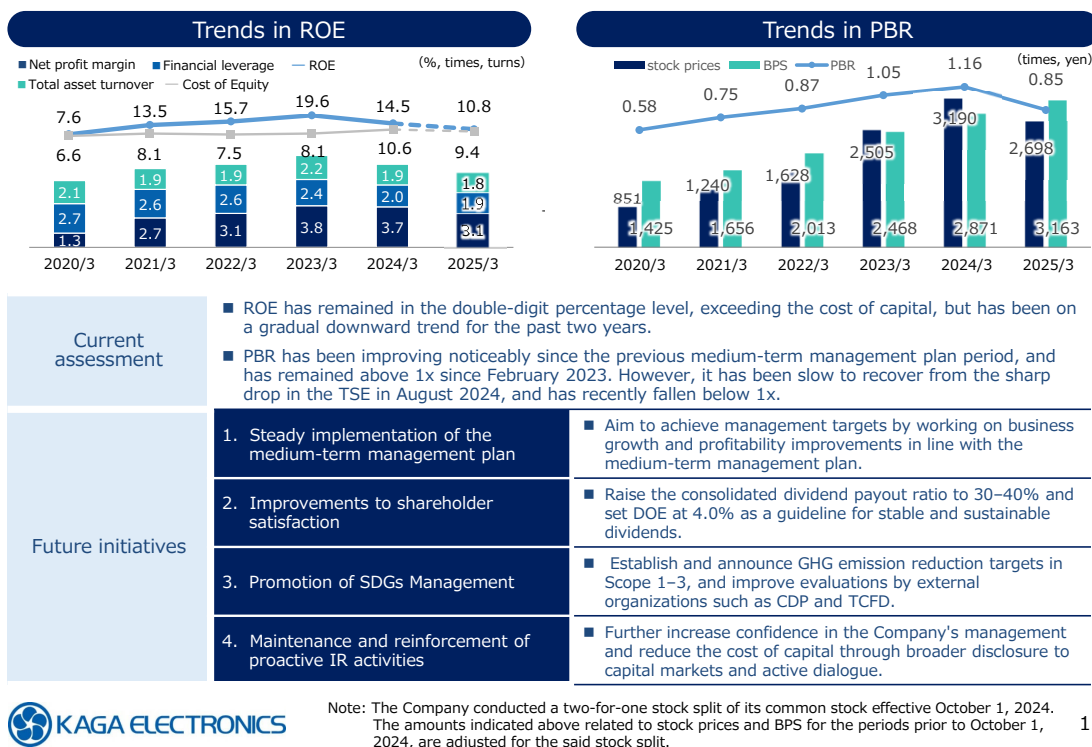 Trends in ROE
Net profit margin
Financial leverage
ROE
(%, times, turns)
Total asset turnover
Cost of Equity
7.6
13.5
15.7
19.6
14.5
10.8
6.6
8.1
7.5
8.1
10.6
9.4
2.1
1.9
1.9
2.2
1.9
1.8
2.7
2.6
2.6
2.4
2.0
1.9
1.3
2.7
3.1
3.8
3.7
3.1
2020/3
2021/3
2022/3
2023/3
2024/3
2025/3
Trends in PBR
stock prices
BPS
PBR
(times, yen)
0.58
0.75
0.87
1.05
1.16
0.85
851
1,240
1,628
2,505
3,190
2,698
1,425
1,656
2,013
2,468
2,871
3,163
2020/3
2021/3
2022/3
2023/3
2024/3
2025/3
Current
assessment
■ ROE has remained in the double-digit percentage level, exceeding the cost of capital, but has been on
a gradual downward trend for the past two years.
■ PBR has been improving noticeably since the previous medium-term management plan period, and
has remained above 1x since February 2023. However, it has been slow to recover from the sharp
drop in the TSE in August 2024, and has recently fallen below 1x.
Future initiatives
1. Steady implementation of the
medium-term management plan
■ Aim to achieve management targets by working on business
growth and profitability improvements in line with the
medium-term management plan.
2. Improvements to shareholder
satisfaction
■ Raise the consolidated dividend payout ratio to 30–40% and
set DOE at 4.0% as a guideline for stable and sustainable
dividends.
3. Promotion of SDGs Management
■ Establish and announce GHG emission reduction targets in
Scope 1–3, and improve evaluations by external
organizations such as CDP and TCFD.
4. Maintenance and reinforcement of
proactive IR activities
■ Further increase confidence in the Company's management
and reduce the cost of capital through broader disclosure to
capital markets and active dialogue.
KAGA ELECTRONICS
Note: The Company conducted a two-for-one stock split of its common stock effective October 1, 2024.
The amounts indicated above related to stock prices and BPS for the periods prior to October 1,
2024, are adjusted for the said stock split.
1